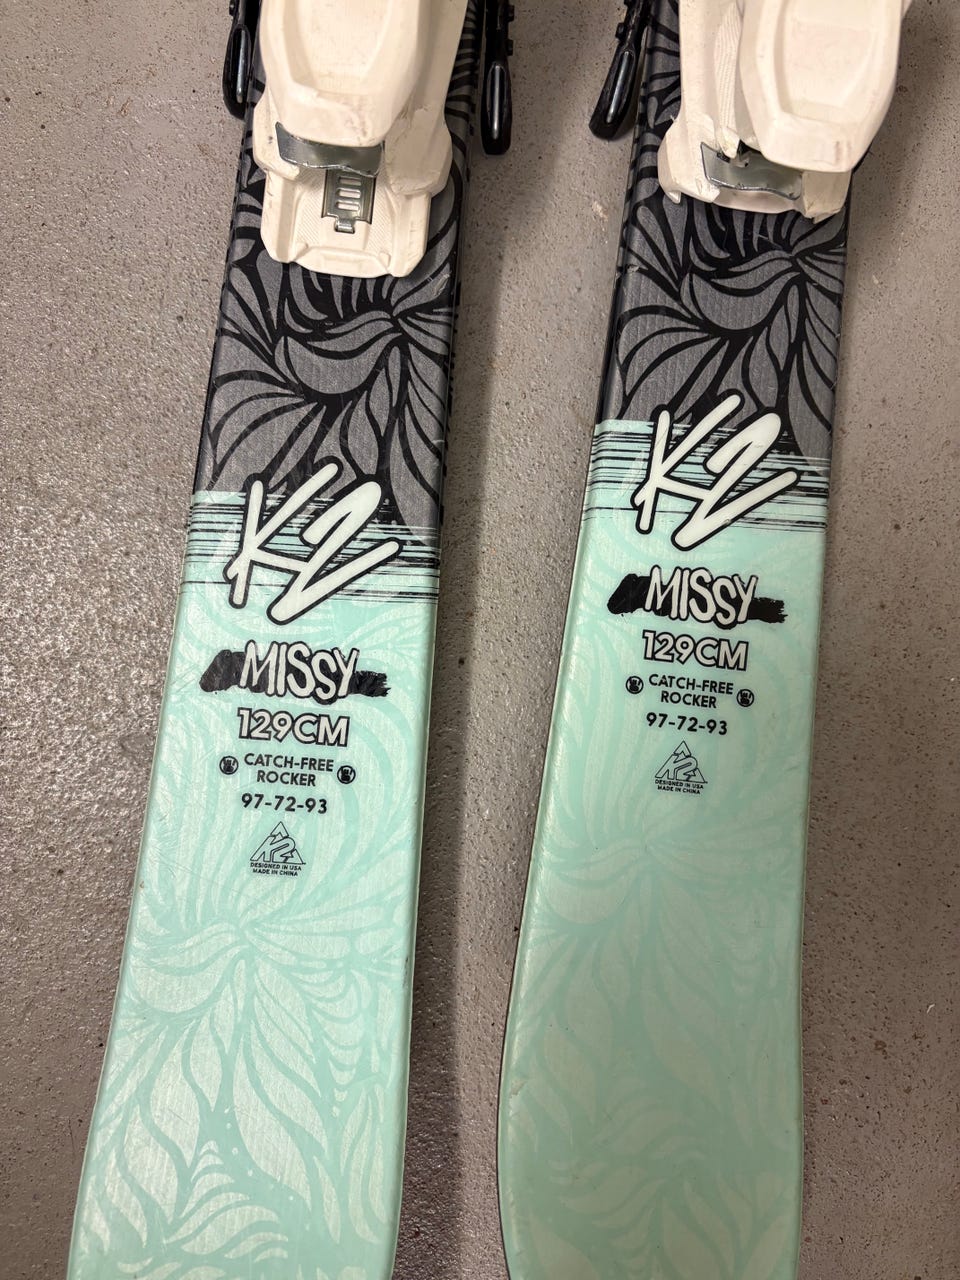 K2
MISSY
129CM
CATCH-FREE
ROCKER
97-72-93
K2
DESIGNED IN USA
MADE IN CHINA
K2
MISSY
129CM
CATCH-FREE
ROCKER
97-72-93
K2
DESIGNED IN USA
MADE IN CHINA